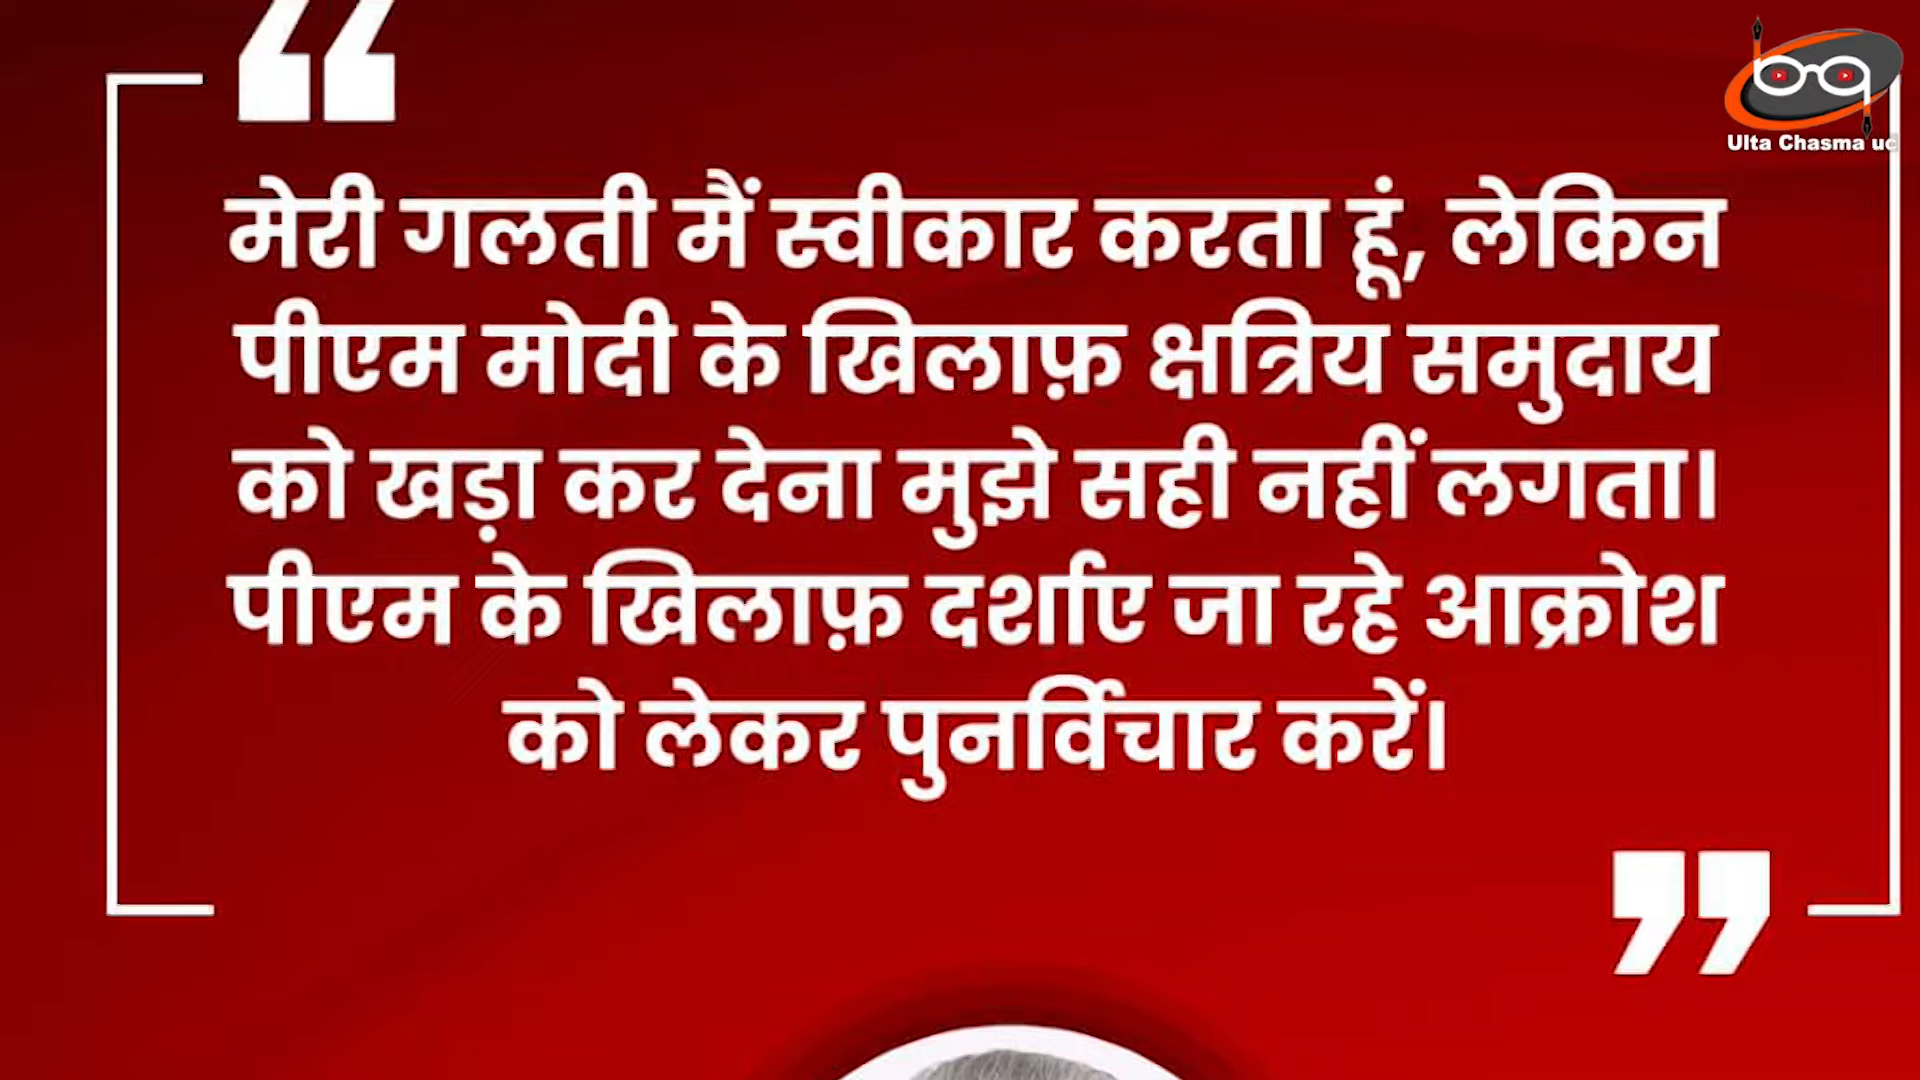 Ulta Chasma uc
मेरी गलती मैं स्वीकार करता हूं, लेकिन
पीएम मोदी के खिलाफ़ क्षत्रिय समुदाय
को खड़ा कर देना मुझे सही नहीं लगता।
पीएम के खिलाफ़ दर्शाए जा रहे आक्रोश
को लेकर पुनर्विचार करें।